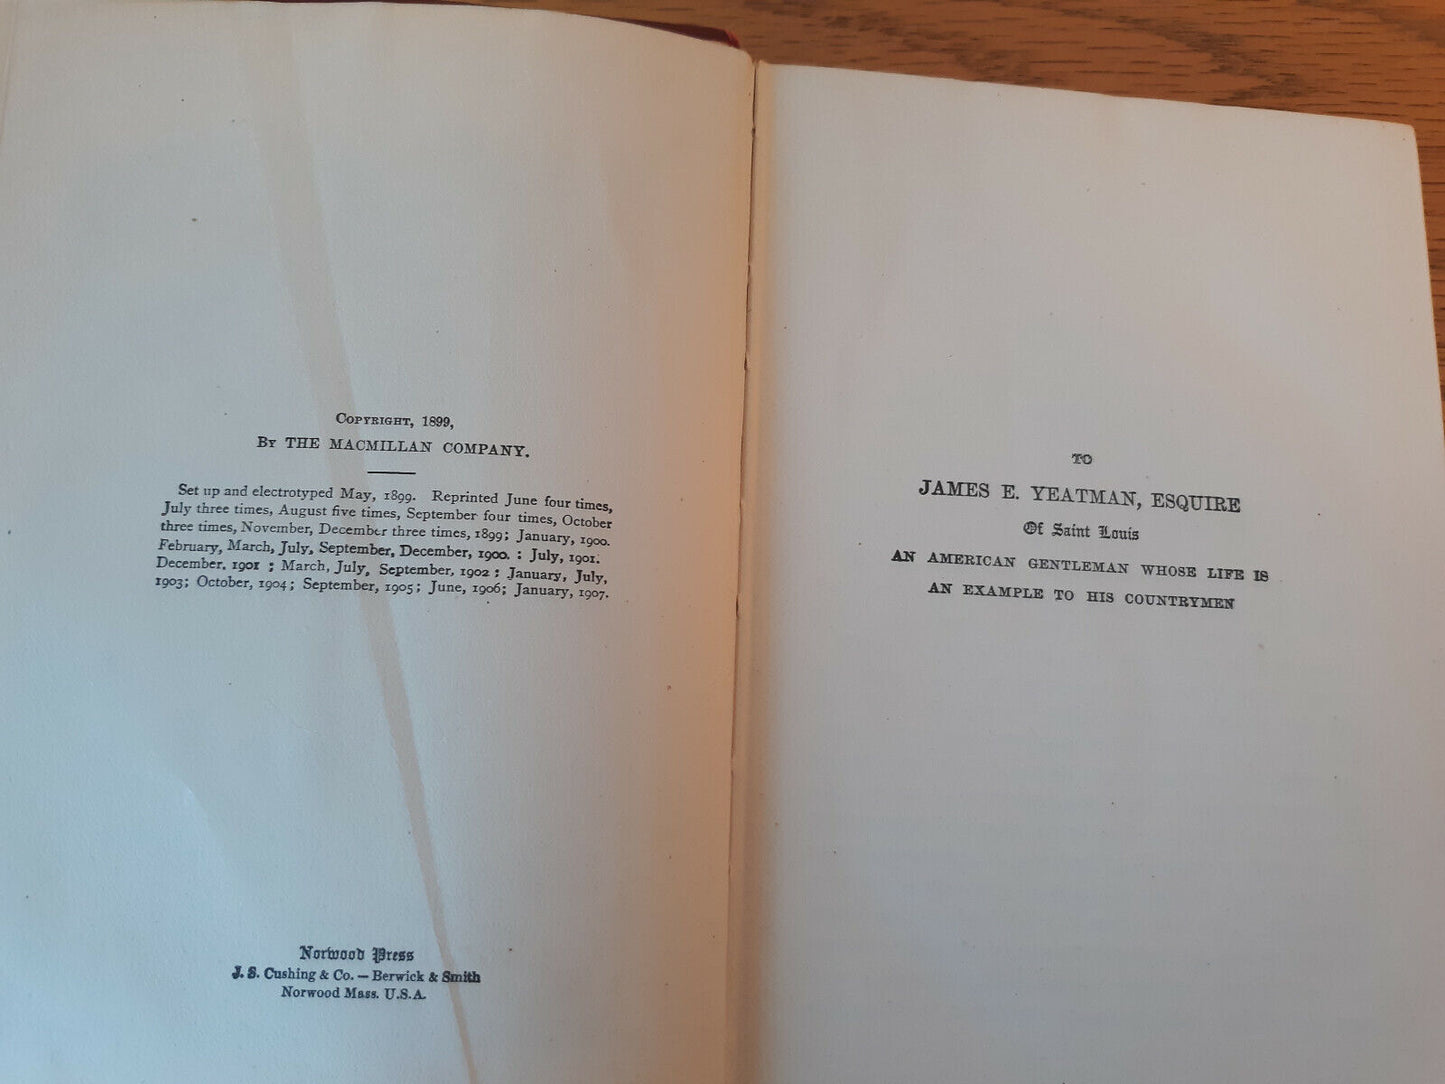 COPYRIGHT, 1899,
BY THE MACMILLAN COMPANY.
Set up and electrotyped May, 1899. Reprinted June four times,
July three times, August five times, September four times, October
three times, November, December three times, 1899; January, 1900.
February, March, July, September, December, 1900. : July, 1901.
December. 1901 ; March, July, September, 1902 ; January, July,
1903; October, 1904; September, 1905; June, 1906; January, 1907.
Norwood Press
J. S. Cushing & Co. — Berwick & Smith
Norwood Mass. U.S.A.
TO
JAMES E. YEATMAN, ESQUIRE
Of Saint Louis
AN AMERICAN GENTLEMAN WHOSE LIFE IS
AN EXAMPLE TO HIS COUNTRYMEN